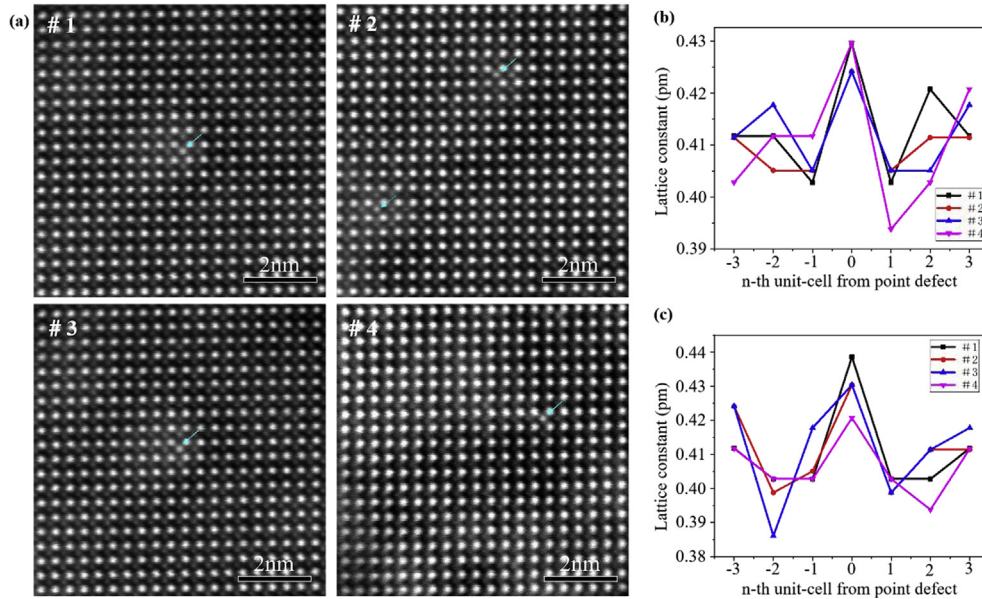 (a)
# 1
2nm
# 2
2nm
# 3
2nm
# 4
2nm
(b)
Lattice constant (pm)
0.43
0.42
0.41
0.40
0.39
-3 -2 -1 0 1 2 3
n-th unit-cell from point defect
#1
#2
#3
#4
(c)
Lattice constant (pm)
0.44
0.43
0.42
0.41
0.40
0.39
0.38
-3 -2 -1 0 1 2 3
n-th unit-cell from point defect
#1
#2
#3
#4